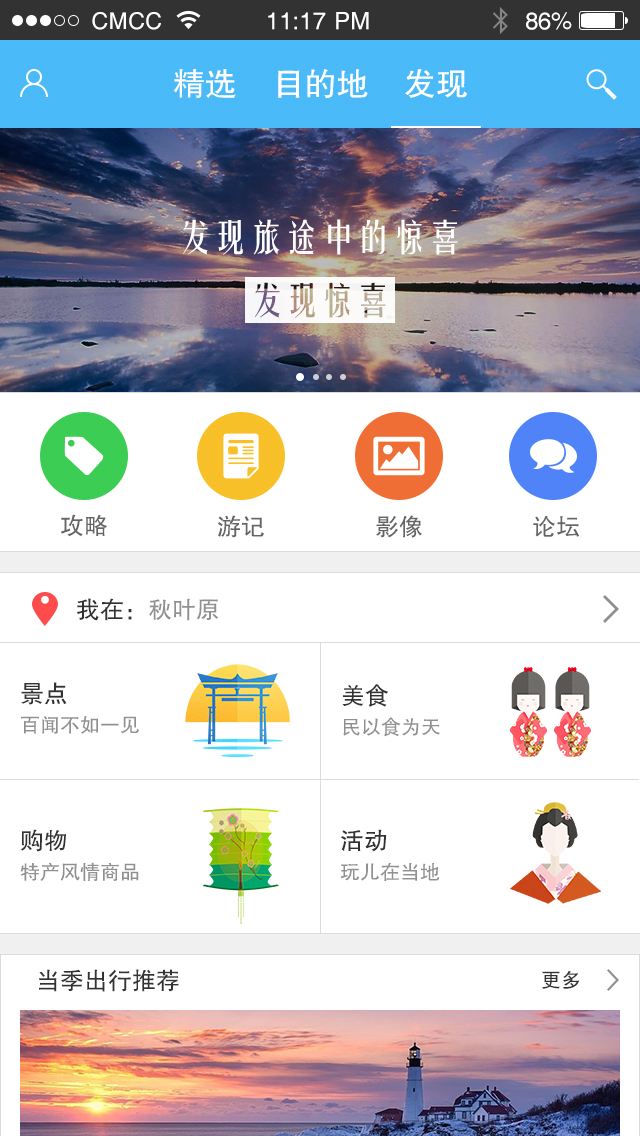 CMCC 11:17 PM 86%
精选 目的地 发现
发现旅途中的惊喜
发现惊喜
攻略 游记 影像 论坛
我在：秋叶原
景点
百闻不如一见
美食
民以食为天
购物
特产风情商品
活动
玩儿在当地
当季出行推荐 更多